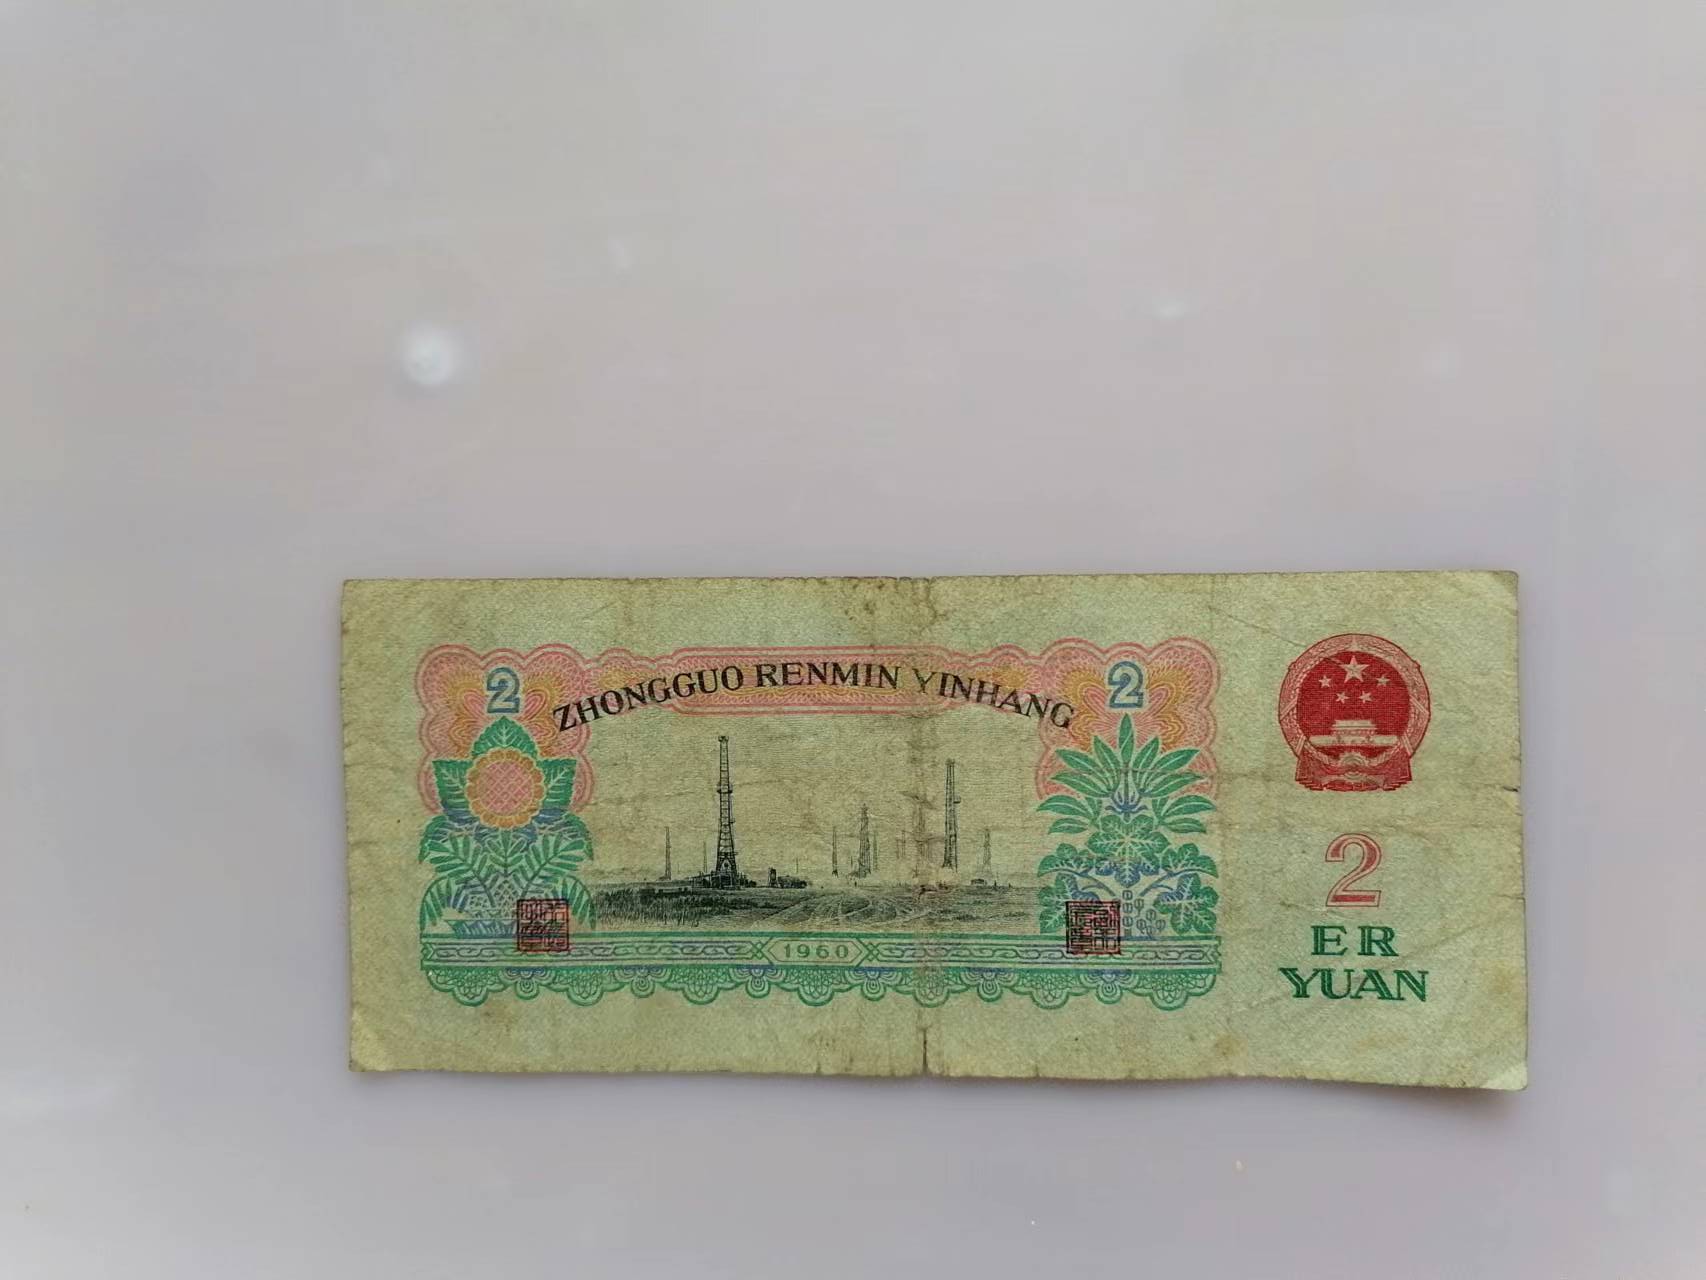 2
ZHONGGUO RENMIN YINHANG
2
1960
2
ER
YUAN